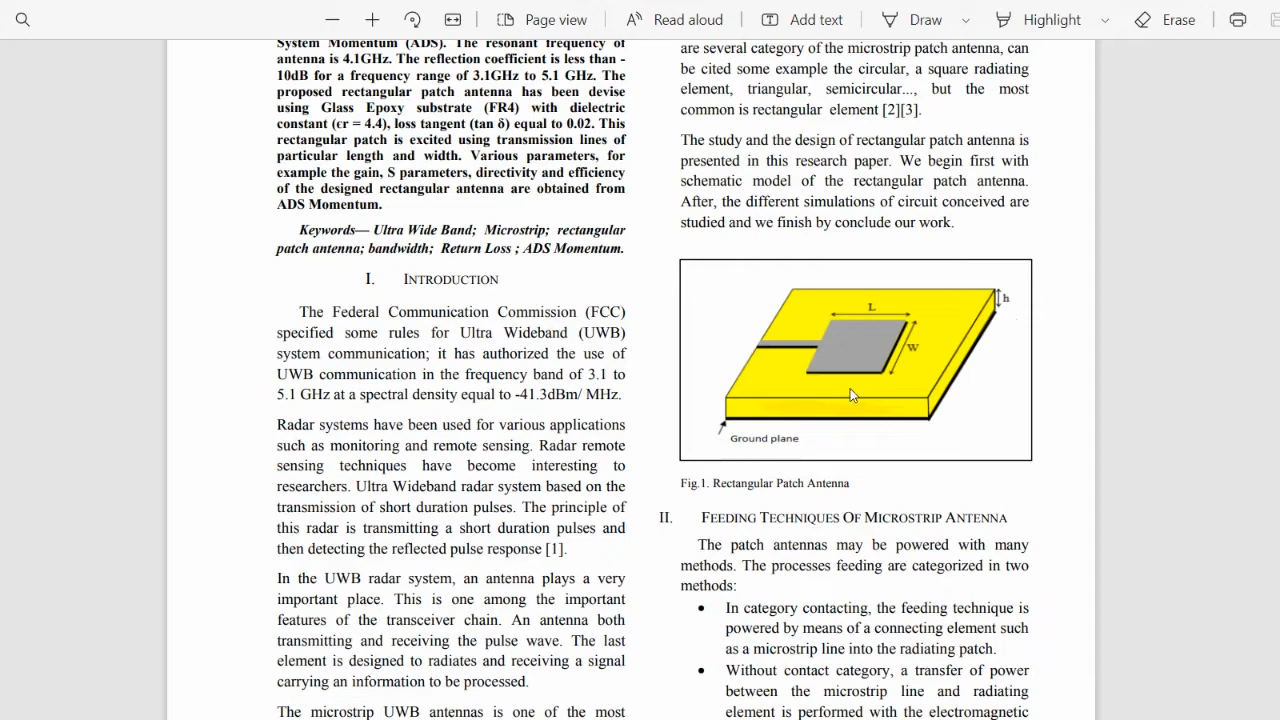 Page view
Read aloud
Add text
Draw
Highlight
Erase
System Momentum (ADS). The resonant frequency of
antenna is 4.1GHz. The reflection coefficient is less than -
10dB for a frequency range of 3.1GHz to 5.1 GHz. The
proposed rectangular patch antenna has been devise
using Glass Epoxy substrate (FR4) with dielectric
constant (єr = 4.4), loss tangent (tan δ) equal to 0.02. This
rectangular patch is excited using transmission lines of
particular length and width. Various parameters, for
example the gain, S parameters, directivity and efficiency
of the designed rectangular antenna are obtained from
ADS Momentum.
Keywords— Ultra Wide Band; Microstrip; rectangular
patch antenna; bandwidth; Return Loss ; ADS Momentum.
I. INTRODUCTION
The Federal Communication Commission (FCC)
specified some rules for Ultra Wideband (UWB)
system communication; it has authorized the use of
UWB communication in the frequency band of 3.1 to
5.1 GHz at a spectral density equal to -41.3dBm/ MHz.
Radar systems have been used for various applications
such as monitoring and remote sensing. Radar remote
sensing techniques have become interesting to
researchers. Ultra Wideband radar system based on the
transmission of short duration pulses. The principle of
this radar is transmitting a short duration pulses and
then detecting the reflected pulse response [1].
In the UWB radar system, an antenna plays a very
important place. This is one among the important
features of the transceiver chain. An antenna both
transmitting and receiving the pulse wave. The last
element is designed to radiates and receiving a signal
carrying an information to be processed.
The microstrip UWB antennas is one of the most
are several category of the microstrip patch antenna, can
be cited some example the circular, a square radiating
element, triangular, semicircular..., but the most
common is rectangular element [2][3].
The study and the design of rectangular patch antenna is
presented in this research paper. We begin first with
schematic model of the rectangular patch antenna.
After, the different simulations of circuit conceived are
studied and we finish by conclude our work.
L
h
W
Ground plane
Fig.1. Rectangular Patch Antenna
II. FEEDING TECHNIQUES OF MICROSTRIP ANTENNA
The patch antennas may be powered with many
methods. The processes feeding are categorized in two
methods:
• In category contacting, the feeding technique is
powered by means of a connecting element such
as a microstrip line into the radiating patch.
• Without contact category, a transfer of power
between the microstrip line and radiating
element is performed with the electromagnetic